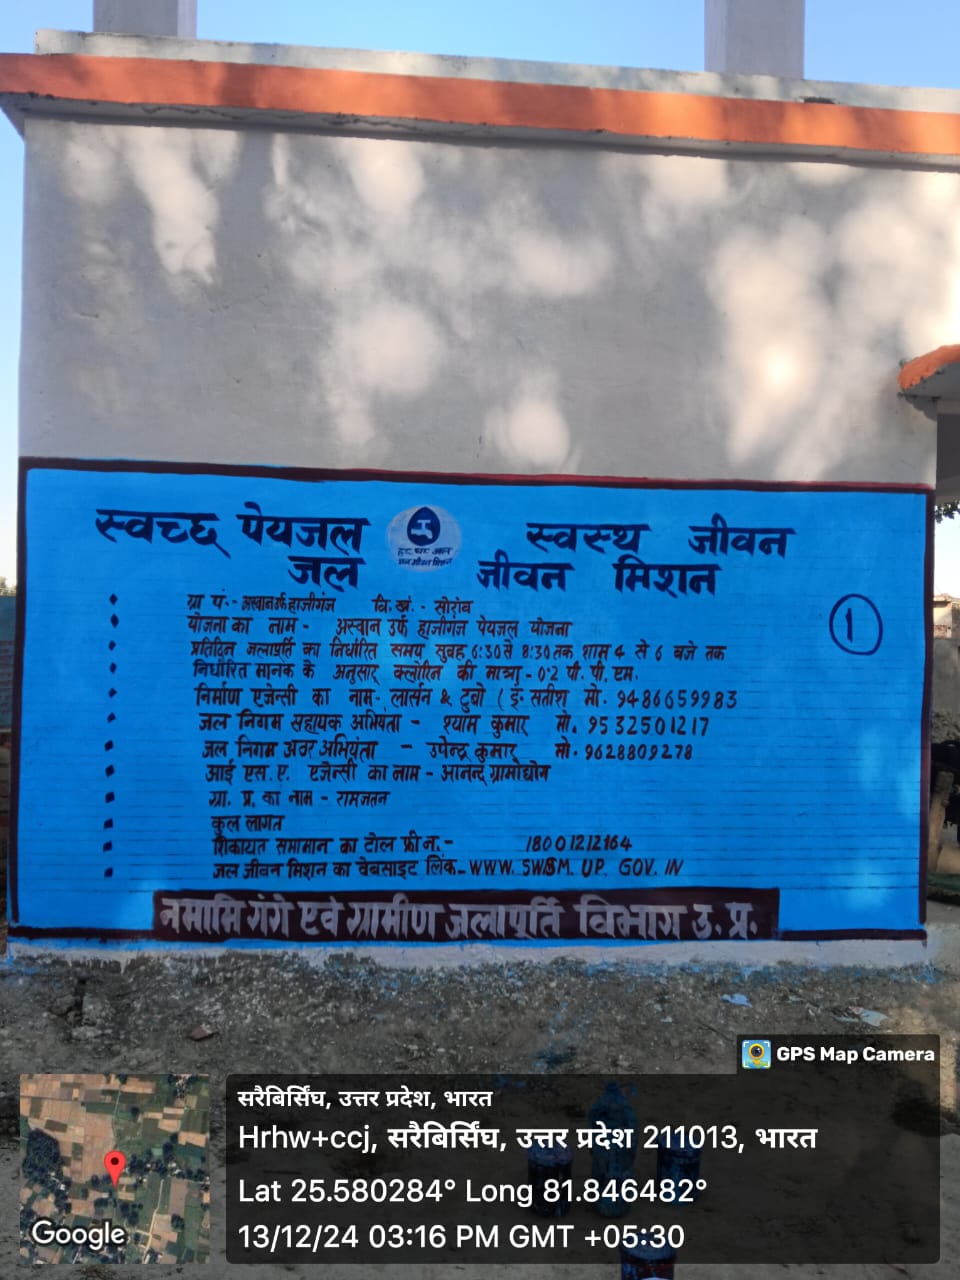 स्वच्छ पेयजल स्वस्थ जीवन
हर घर जल
जल जीवन मिशन
जल जीवन मिशन
1
ग्रा पं.- अस्वान उर्फ हाजीगंज वि.खं.- सोरांव
योजना का नाम- अस्वान उर्फ हाजीगंज पेयजल योजना
प्रतिदिन जलापूर्ति का निर्धारित समय सुबह 6:30 से 8:30 तक शाम 4 से 6 बजे तक
निर्धारित मानक के अनुसार क्लोरिन की मात्रा - 0.2 पी. पी. एम.
निर्माण एजेन्सी का नाम- लार्सन & टुब्रो ( इं. सतीश मो. 9486659983
जल निगम सहायक अभियंता - श्याम कुमार मो. 9532501217
जल निगम अवर अभियंता - उपेन्द्र कुमार मो. 9628809278
आई एस. ए. एजेन्सी का नाम - आनन्द ग्रामोद्योग
ग्रा. प्र. का नाम - रामजतन
कुल लागत
शिकायत समामान का टोल फ्री न.- 18001212164
जल जीवन मिशन का वेबसाइट लिंक- WWW. SWSM. UP. GOV. IN
नमामि गंगे एवं ग्रामीण जलापूर्ति विभाग उ. प्र.
GPS Map Camera
सरैबिर्सिंघ, उत्तर प्रदेश, भारत
Hrhw+ccj, सरैबिर्सिंघ, उत्तर प्रदेश 211013, भारत
Lat 25.580284° Long 81.846482°
13/12/24 03:16 PM GMT +05:30
Google